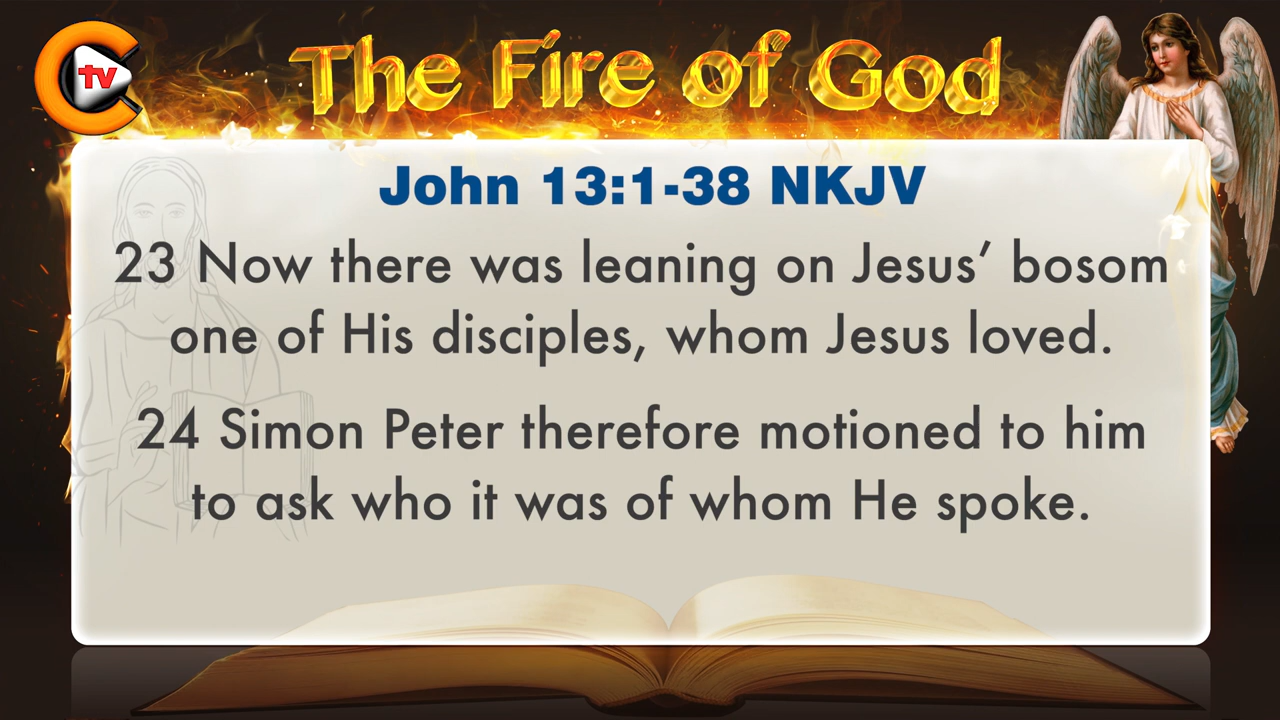 tv
The Fire of God
John 13:1-38 NKJV
23 Now there was leaning on Jesus’ bosom
one of His disciples, whom Jesus loved.
24 Simon Peter therefore motioned to him
to ask who it was of whom He spoke.